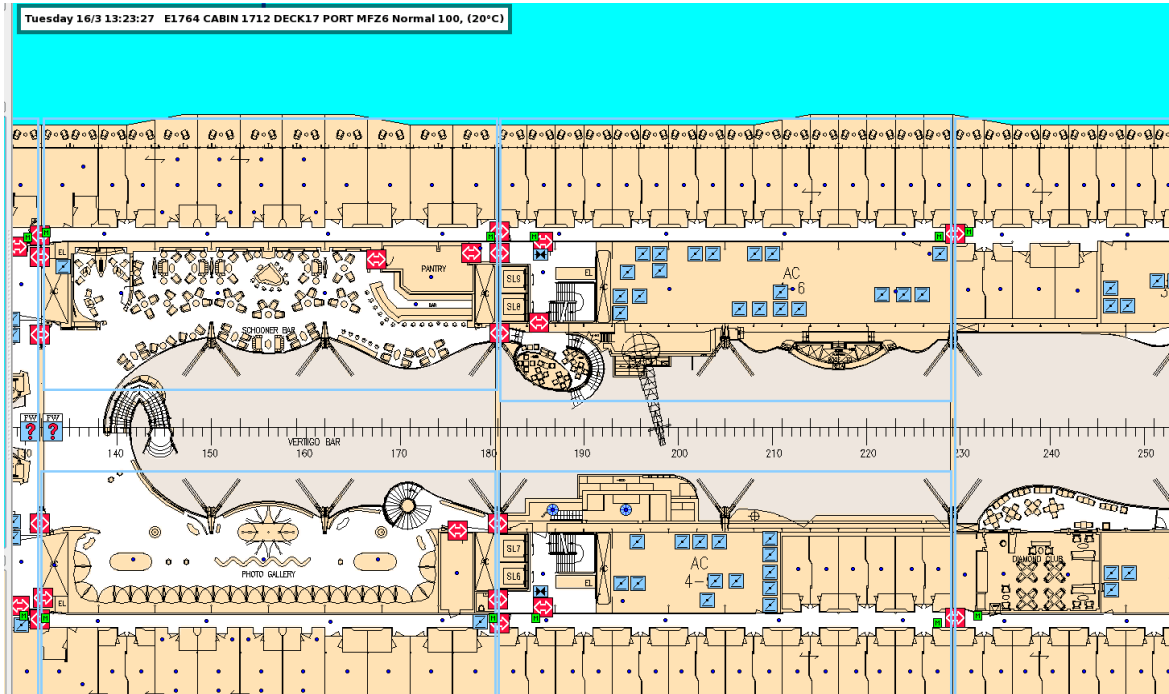 Tuesday 16/3 13:23:27 E1764 CABIN 1712 DECK17 PORT MFZ6 Normal 100, (20°C)
M M M M M
EL
PANTRY
SL9
EL
AC
SL8
BAR
SCHOONER BAR
FW FW
? ?
VERTIGO BAR
140 150 160 170 180 190 200 210 220 230 240 250
SL7
AC
DIAMOND CLUB
PHOTO GALLERY
SL6
EL
EL
M M M M M M